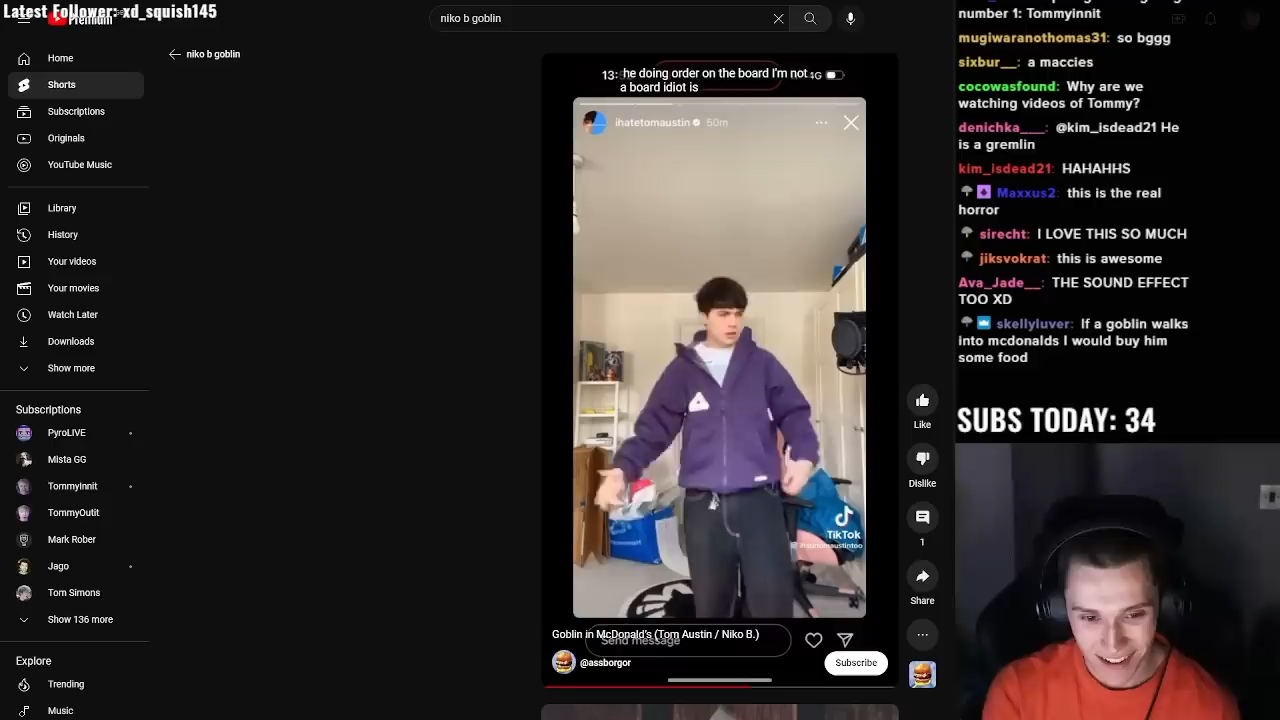 Latest Follower: xd_squish145
Premium
niko b goblin
Home
Shorts
Subscriptions
Originals
YouTube Music
Library
History
Your videos
Your movies
Watch Later
Downloads
Show more
Subscriptions
PyroLIVE
Mista GG
TommyInnit
TommyOutit
Mark Rober
Jago
Tom Simons
Show 136 more
Explore
Trending
Music
niko b goblin
13:
he doing order on the board I'm not
4G
a board idiot is
ihatetomaustin 50m
TikTok
Send message
Goblin in McDonald's (Tom Austin / Niko B.)
@assborgor
Subscribe
Like
Dislike
1
Share
number 1: Tommyinnit
mugiwaranothomas31: so bggg
sixbur__: a maccies
cocowasfound: Why are we
watching videos of Tommy?
denichka___: @kim_isdead21 He
is a gremlin
kim_isdead21: HAHAHHS
Maxxus2: this is the real
horror
sirecht: I LOVE THIS SO MUCH
jiksvokrat: this is awesome
Ava_Jade__: THE SOUND EFFECT
TOO XD
skellyluver: If a goblin walks
into mcdonalds I would buy him
some food
SUBS TODAY: 34